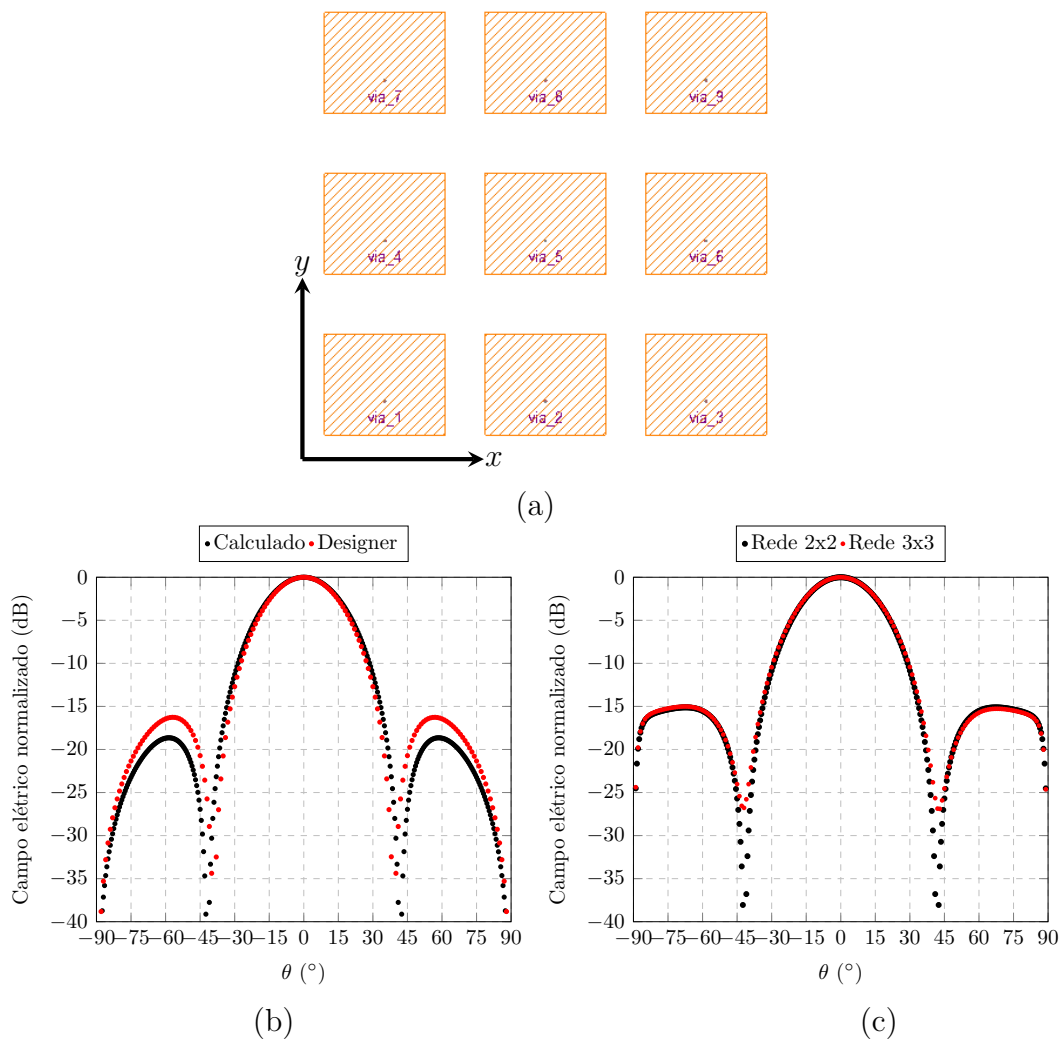 via_7 via_8 via_9
via_4 via_5 via_6
y
via_1 via_2 via_3
x
(a)
Calculado Designer
Campo elétrico normalizado (dB)
0
−5
−10
−15
−20
−25
−30
−35
−40
−90 −75 −60 −45 −30 −15 0 15 30 45 60 75 90
θ (°)
(b)
Rede 2x2 Rede 3x3
Campo elétrico normalizado (dB)
0
−5
−10
−15
−20
−25
−30
−35
−40
−90 −75 −60 −45 −30 −15 0 15 30 45 60 75 90
θ (°)
(c)